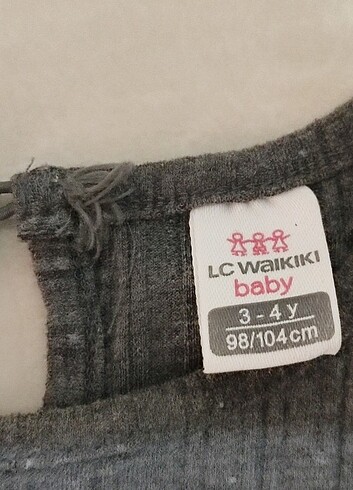 LC WAIKIKI
baby
3 - 4 y
98/104cm